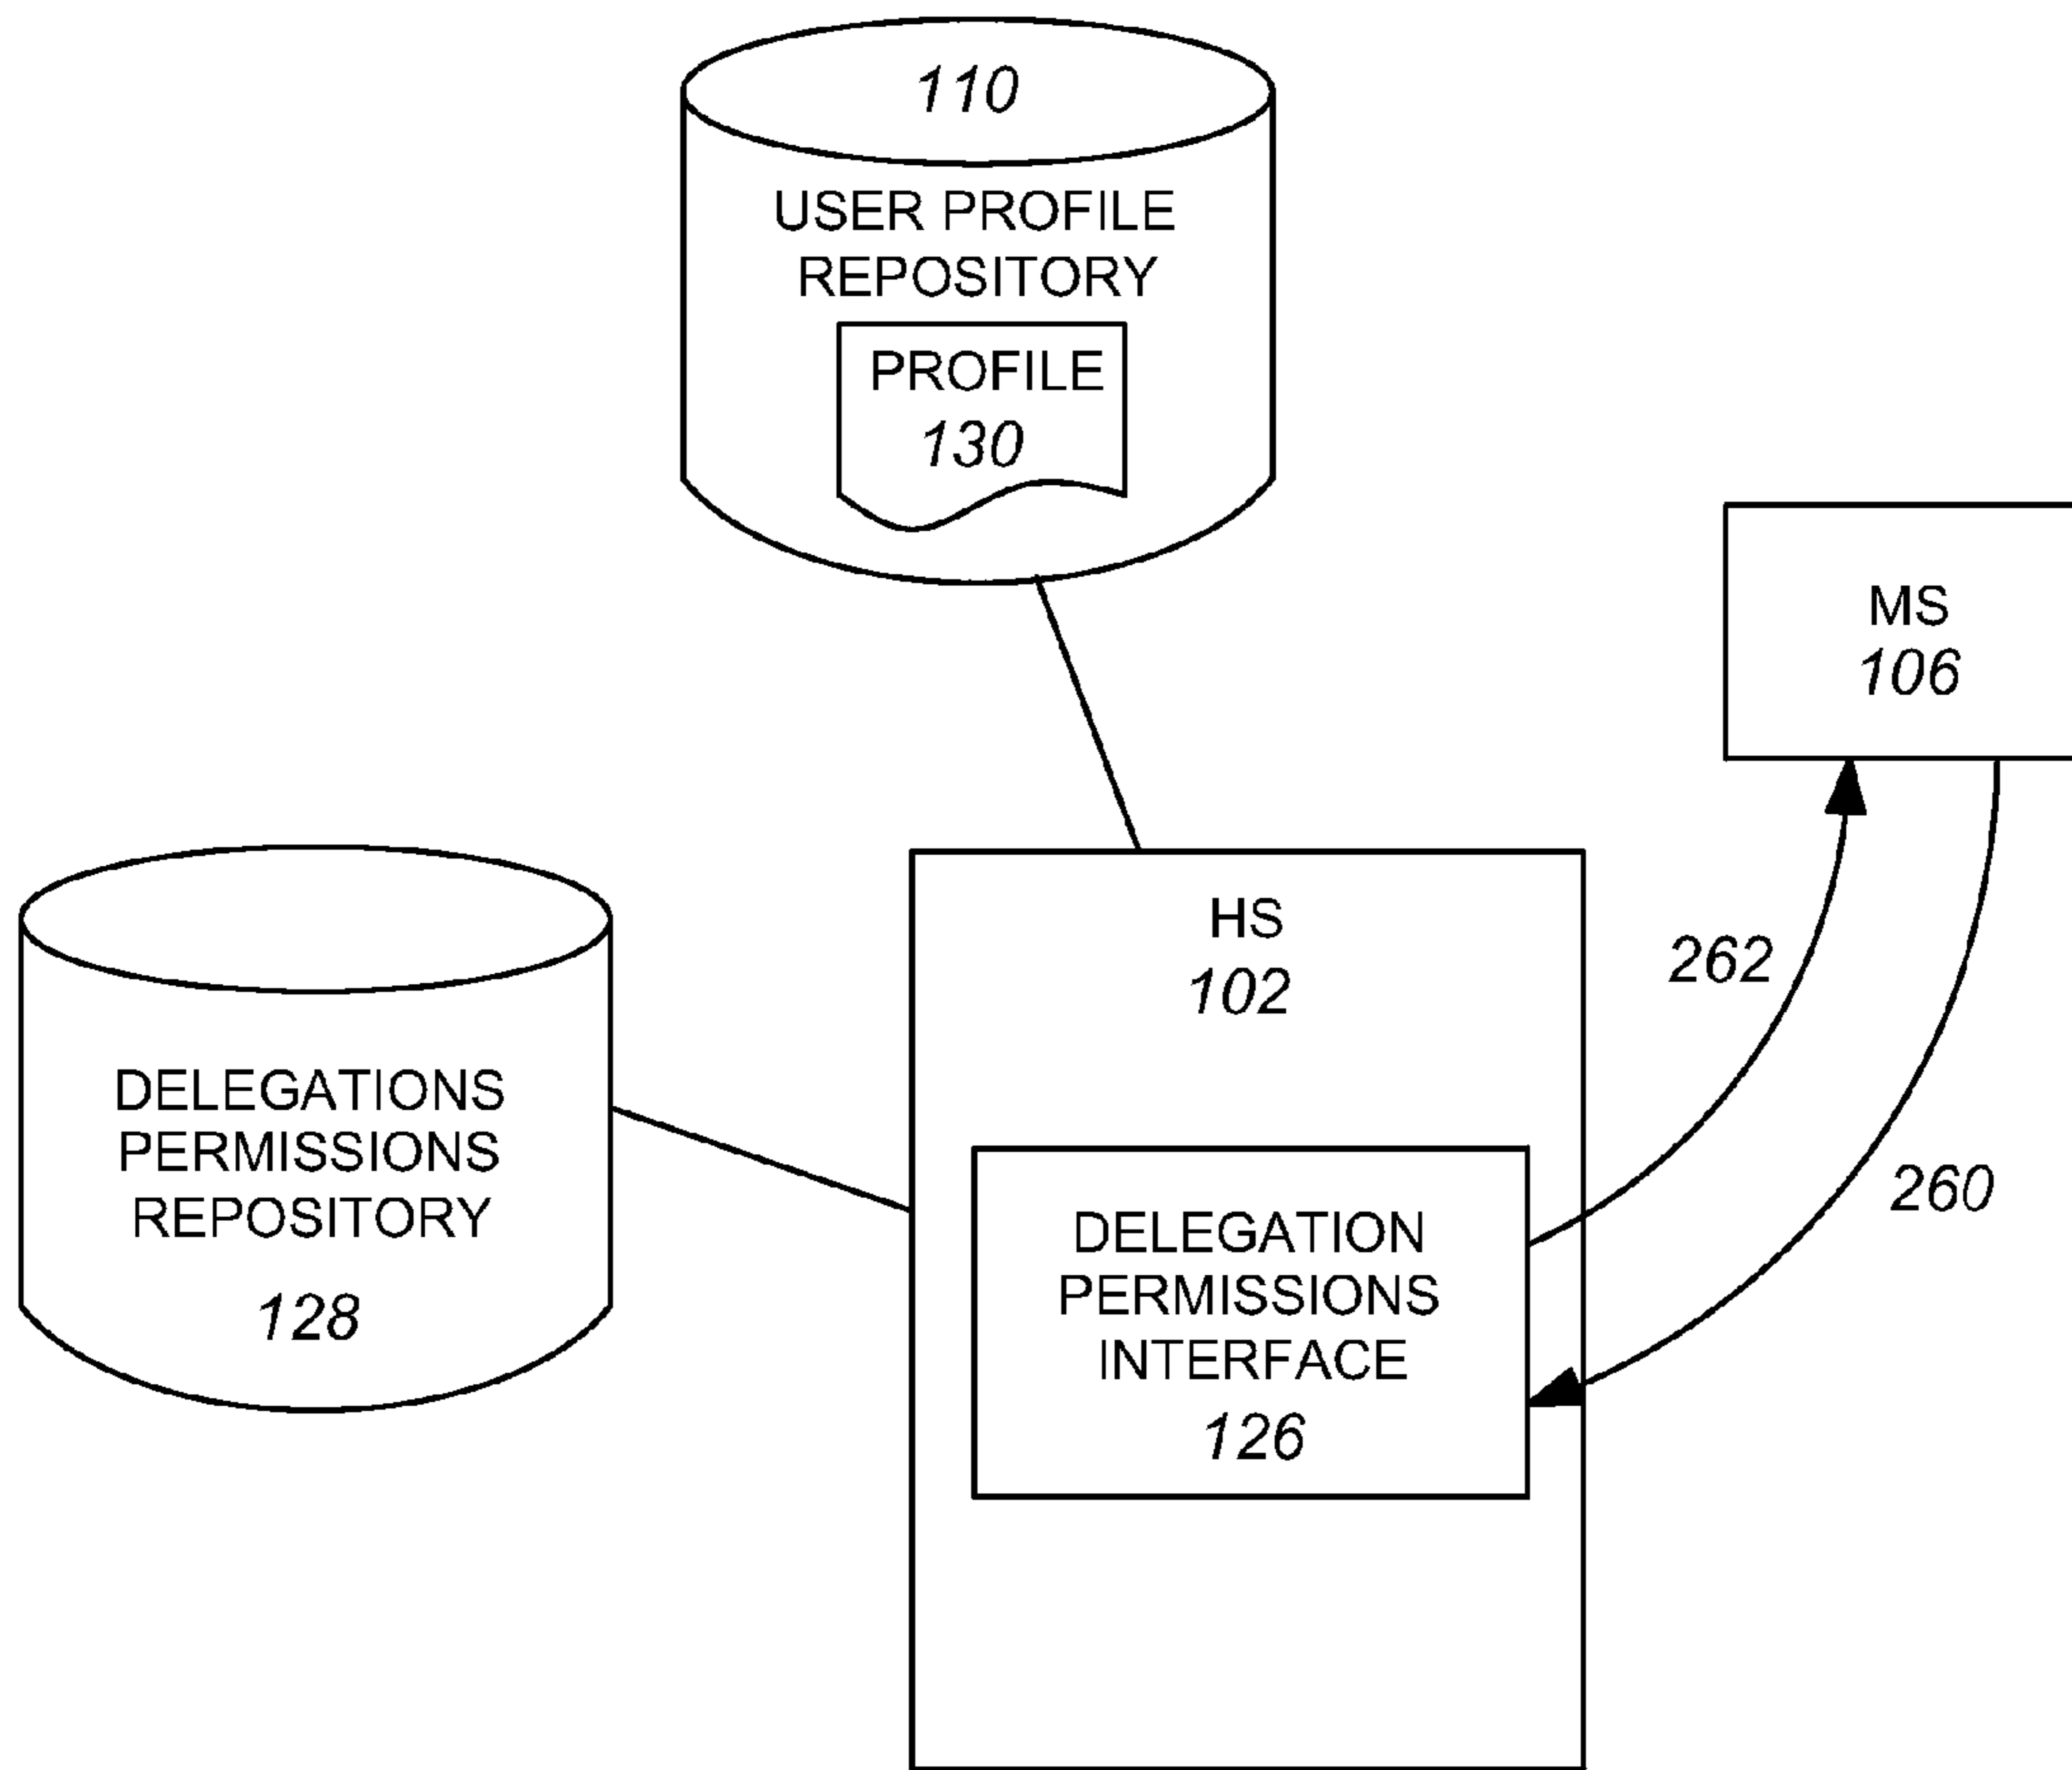 110
USER PROFILE
REPOSITORY
PROFILE
130
MS
106
HS
102
262
260
DELEGATIONS
PERMISSIONS
REPOSITORY
128
DELEGATION
PERMISSIONS
INTERFACE
126